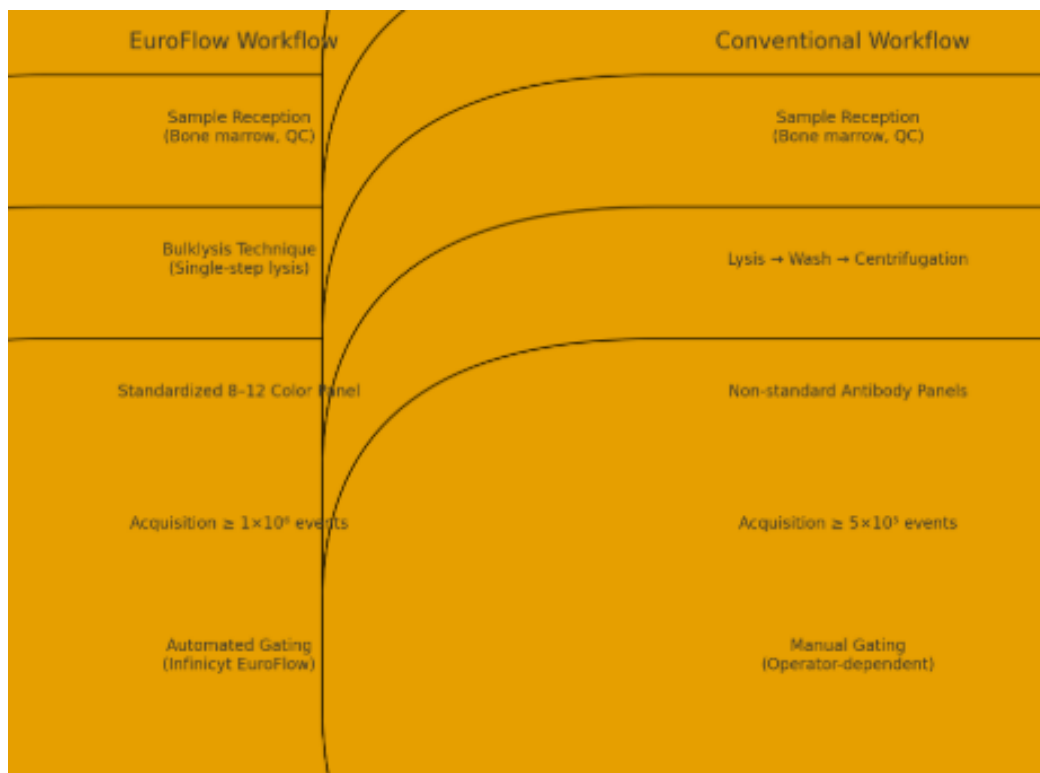 EuroFlow Workflow
Sample Reception
(Bone marrow, QC)
Bulklysis Technique
(Single-step lysis)
Standardized 8–12 Color Panel
Acquisition ≥ 1×10⁶ events
Automated Gating
(Infinicyt EuroFlow)
Conventional Workflow
Sample Reception
(Bone marrow, QC)
Lysis → Wash → Centrifugation
Non-standard Antibody Panels
Acquisition ≥ 5×10⁵ events
Manual Gating
(Operator-dependent)